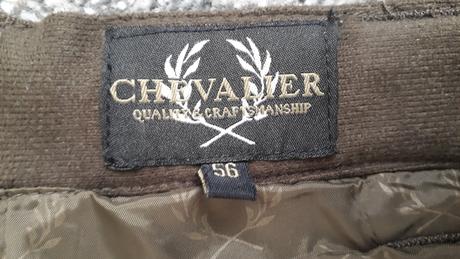 CHEVALIER
QUALITY & CRAFTSMANSHIP
56